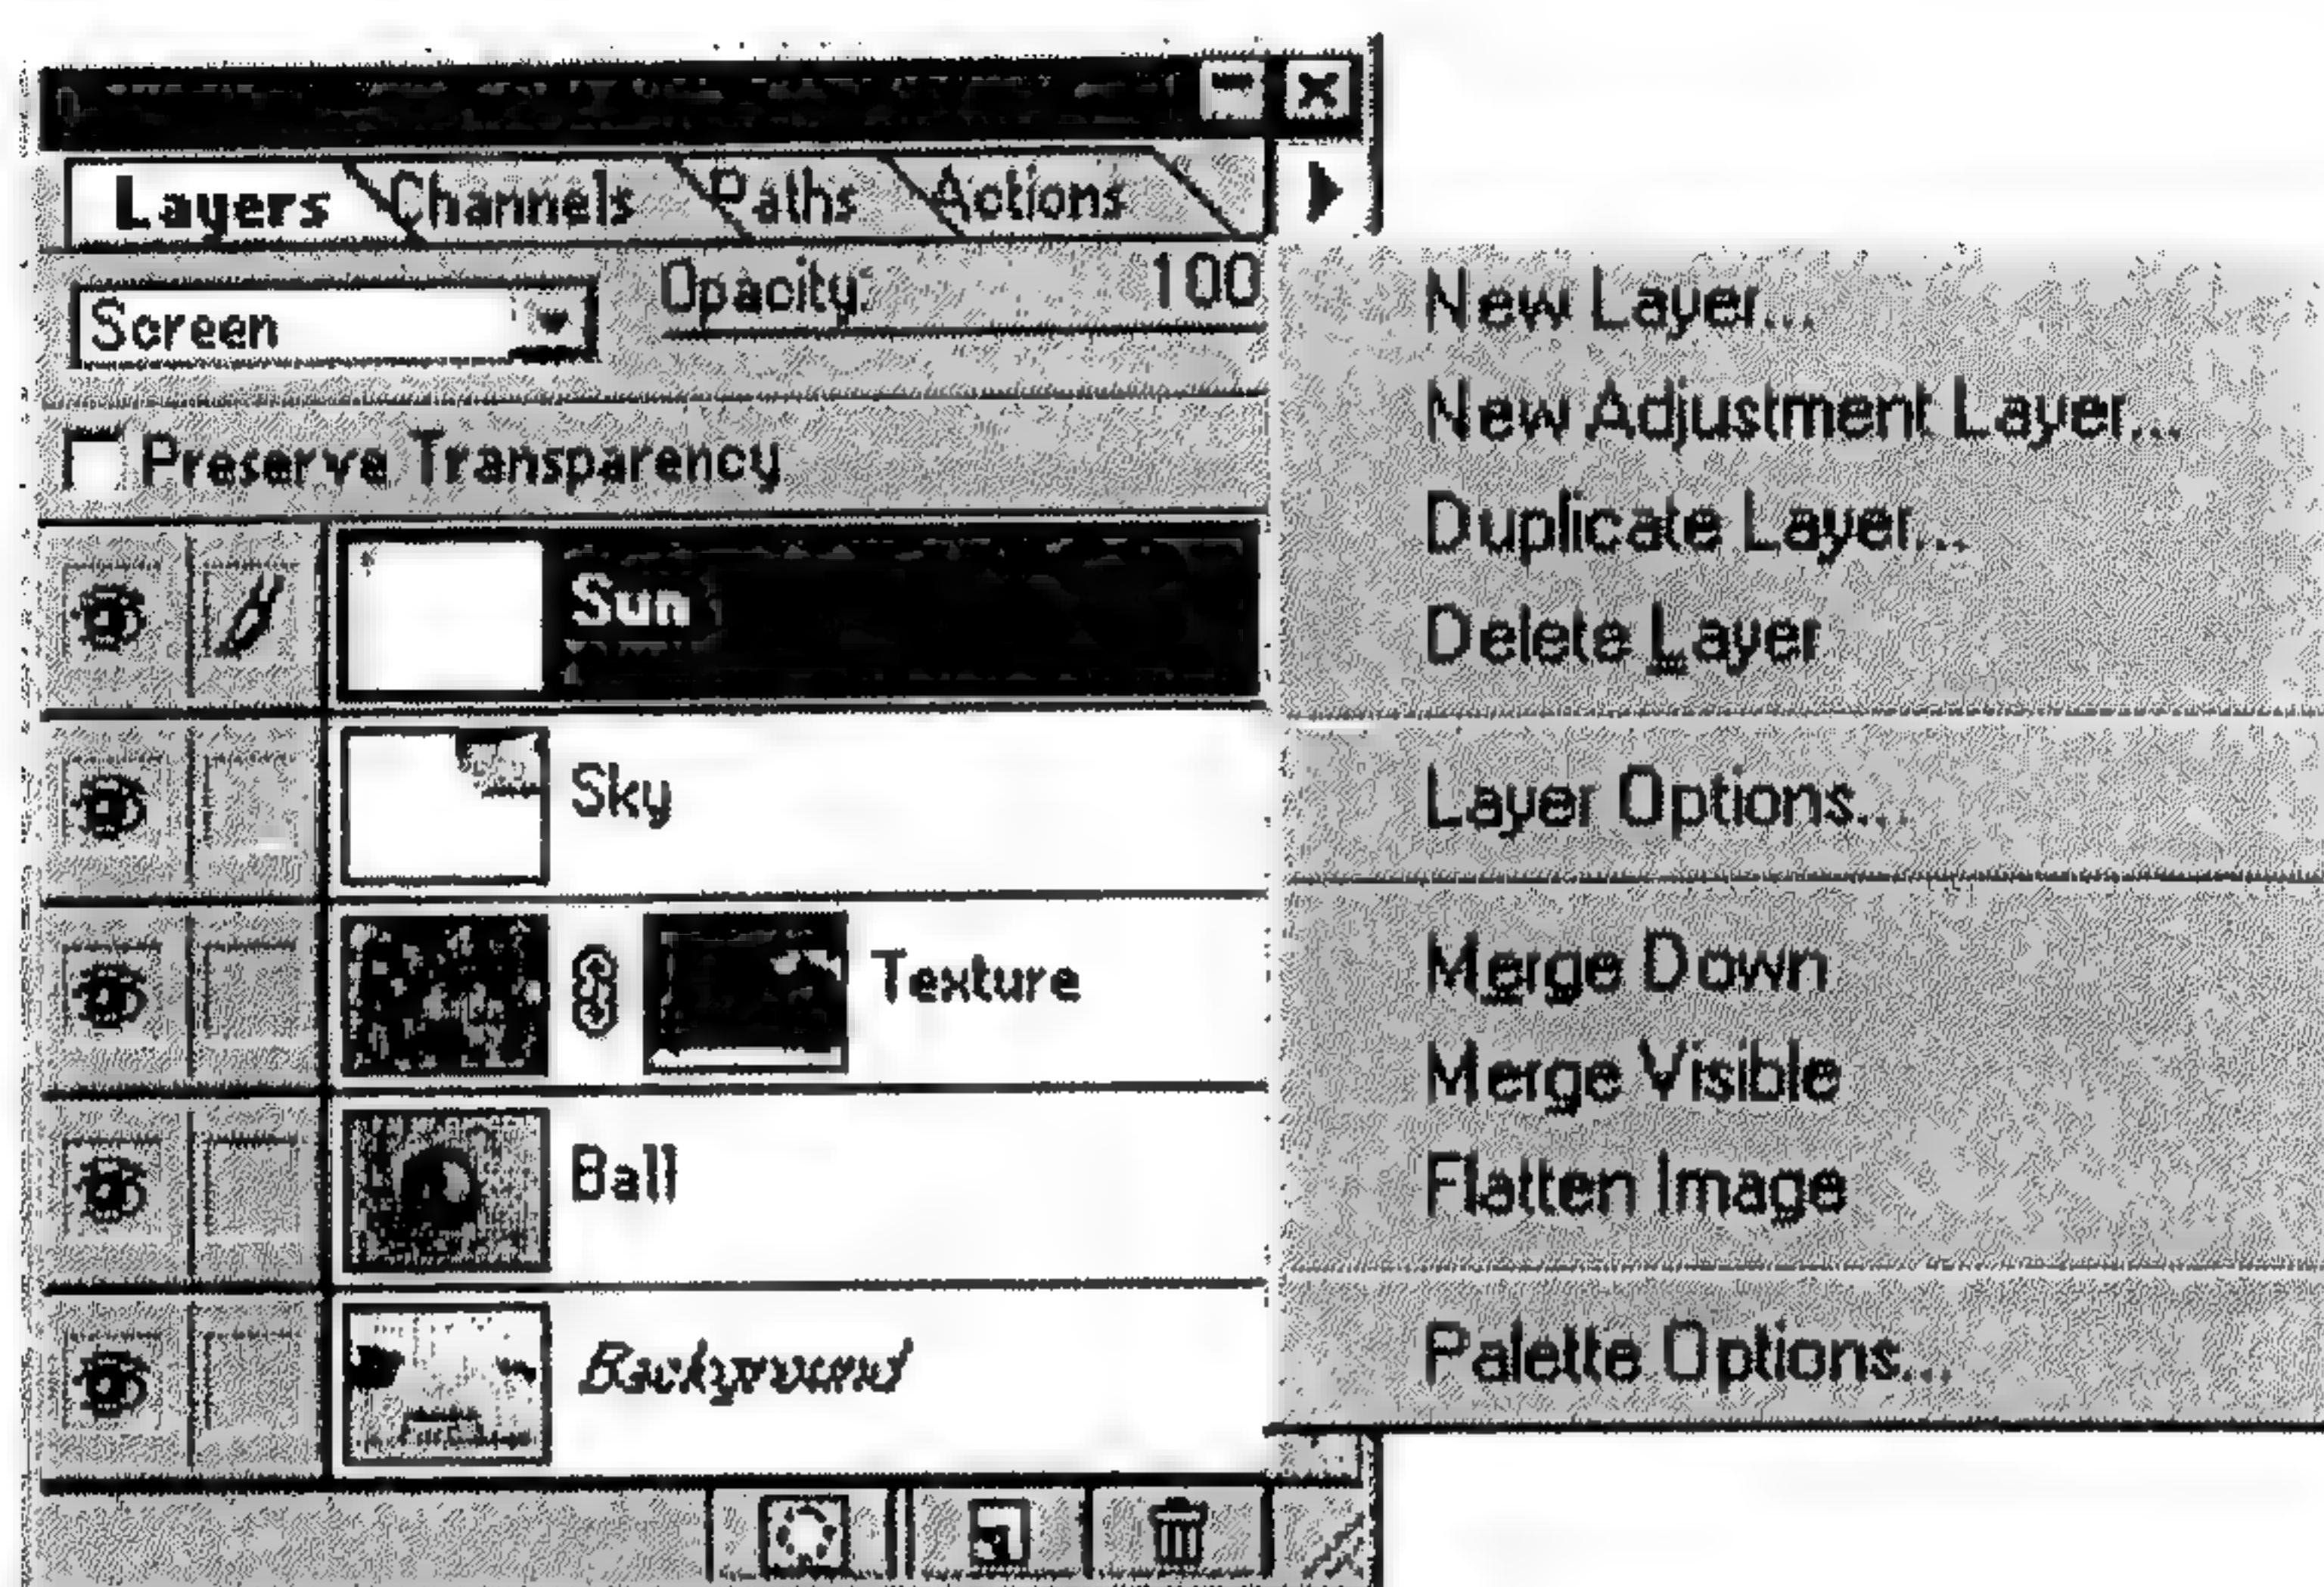 Layers Channels Paths Actions
Screen Opacity: 100
Preserve Transparency
Sun
Sky
Texture
Ball
Background
New Layer...
New Adjustment Layer...
Duplicate Layer...
Delete Layer
Layer Options...
Merge Down
Merge Visible
Flatten Image
Palette Options...